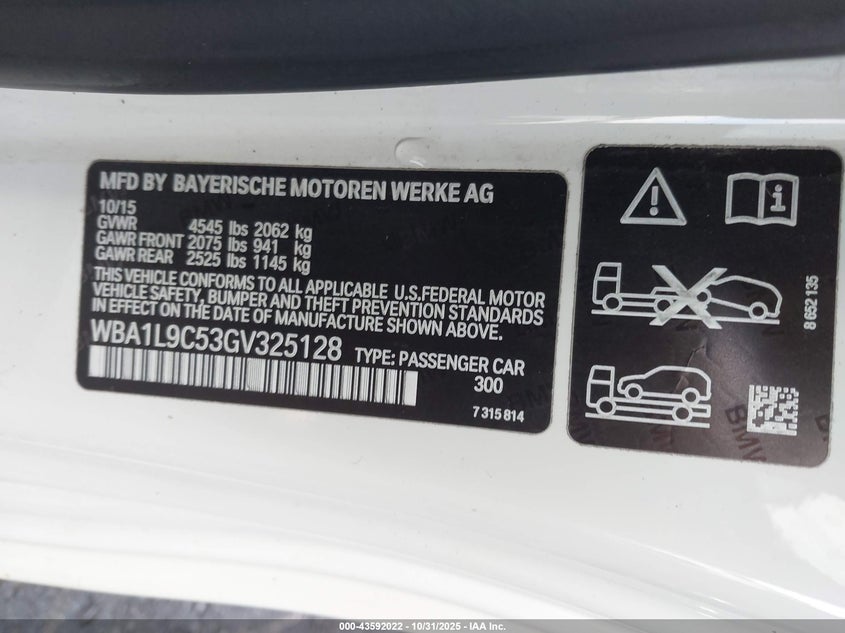 MFD BY BAYERISCHE MOTOREN WERKE AG
10/15
GVWR 4545 lbs 2062 kg
GAWR FRONT 2075 lbs 941 kg
GAWR REAR 2525 lbs 1145 kg
THIS VEHICLE CONFORMS TO ALL APPLICABLE U.S.FEDERAL MOTOR
VEHICLE SAFETY, BUMPER AND THEFT PREVENTION STANDARDS
IN EFFECT ON THE DATE OF MANUFACTURE SHOWN ABOVE.
WBA1L9C53GV325128 TYPE: PASSENGER CAR
300
7 315 814
8 652 135
BMW
000-43592022 | 10/31/2025 | IAA Inc.